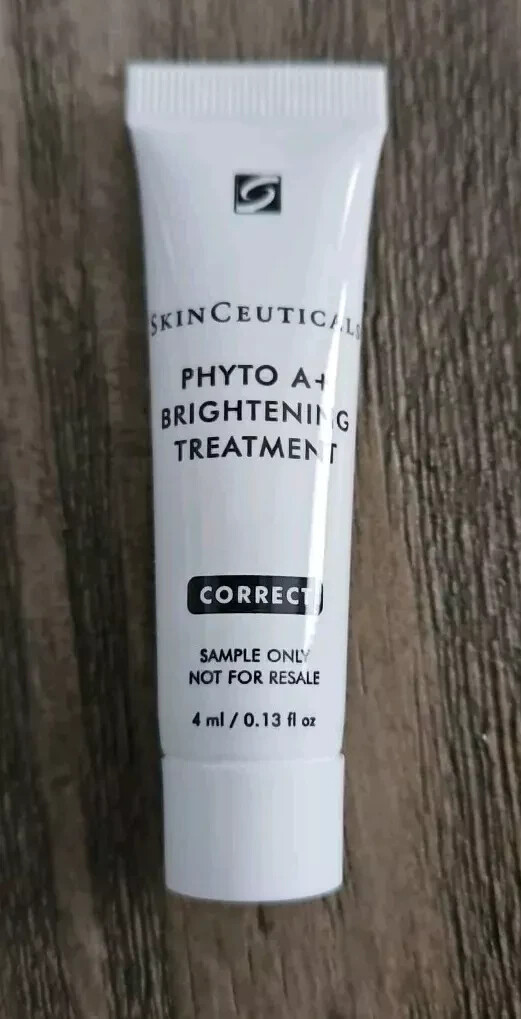 SKINCEUTICALS
PHYTO A+
BRIGHTENING
TREATMENT
CORRECT
SAMPLE ONLY
NOT FOR RESALE
4 ml / 0.13 fl oz